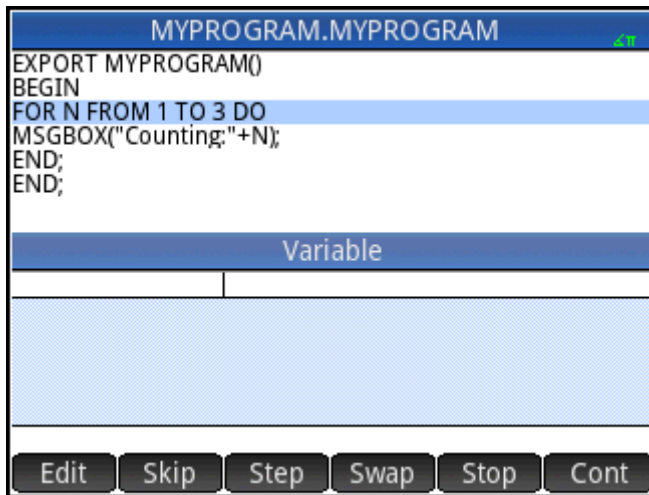 MYPROGRAM.MYPROGRAM
∡π
EXPORT MYPROGRAM()
BEGIN
FOR N FROM 1 TO 3 DO
MSGBOX("Counting:"+N);
END;
END;
Variable
Edit Skip Step Swap Stop Cont